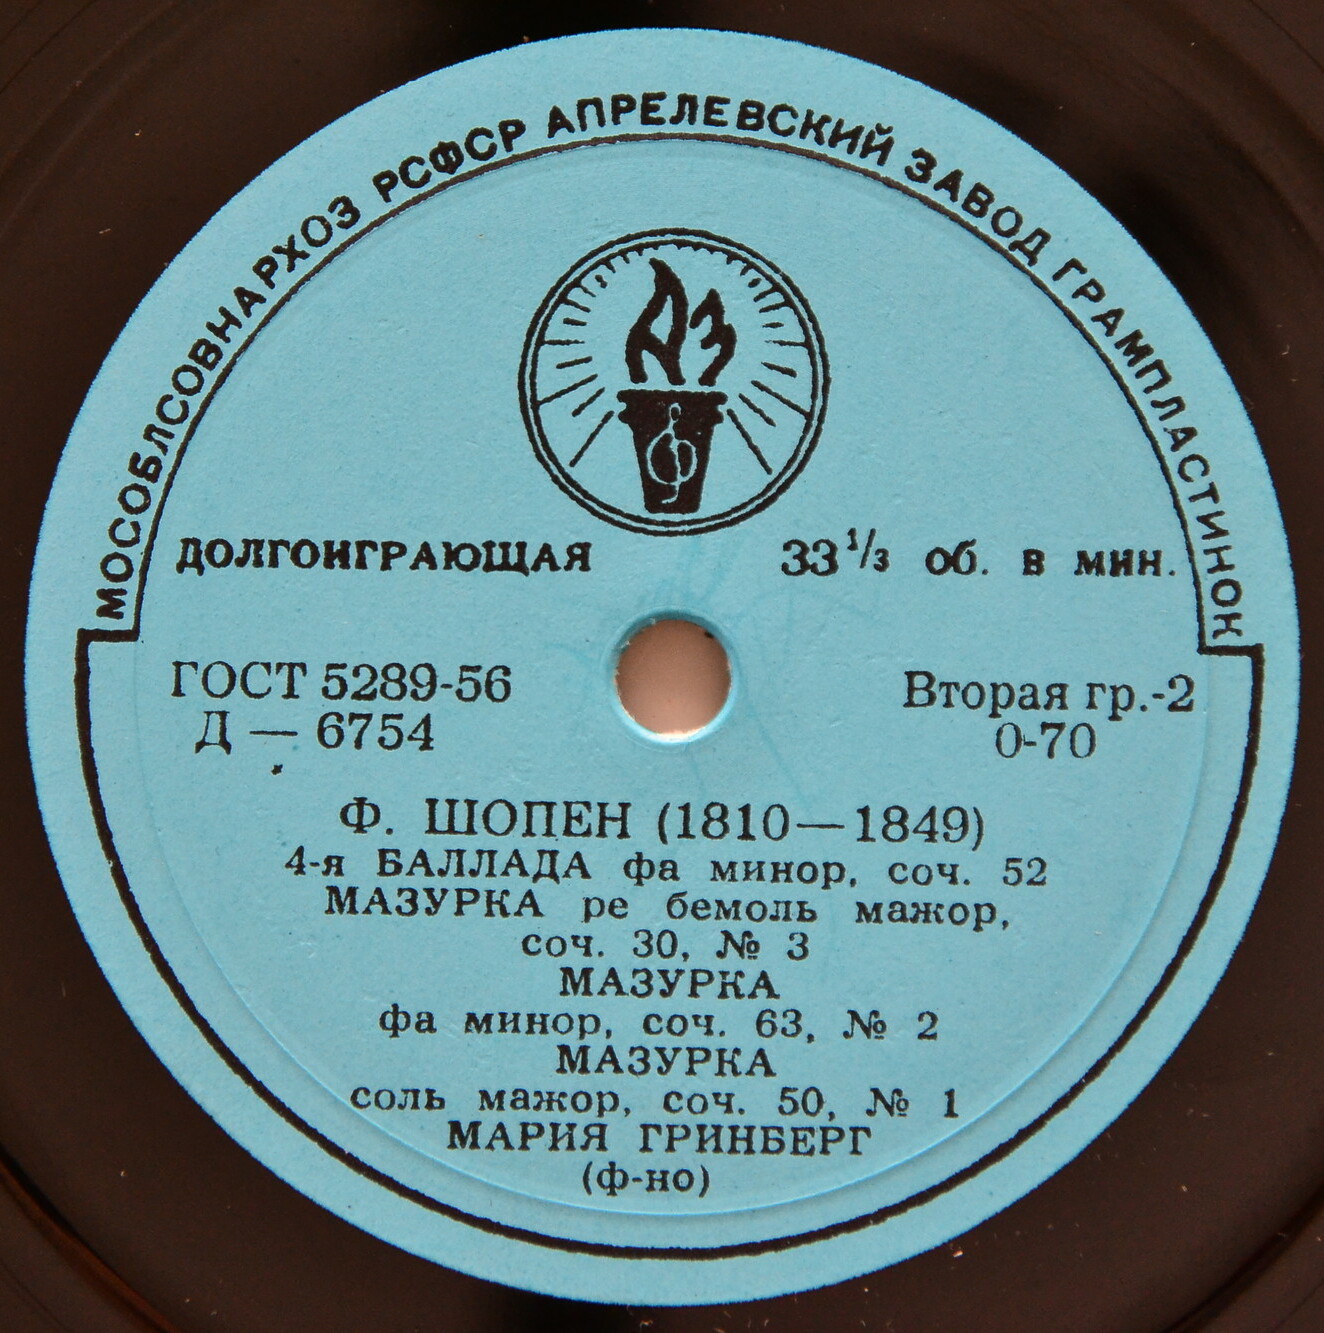 МОСОБЛСОВНАРХОЗ РСФСР АПРЕЛЕВСКИЙ ЗАВОД ГРАМПЛАСТИНОК
АЗ
ДОЛГОИГРАЮЩАЯ 33 1/3 об. в мин.
ГОСТ 5289-56 Вторая гр.-2
Д — 6754 0-70
Ф. ШОПЕН (1810—1849)
4-я БАЛЛАДА фа минор, соч. 52
МАЗУРКА ре бемоль мажор,
соч. 30, № 3
МАЗУРКА
фа минор, соч. 63, № 2
МАЗУРКА
соль мажор, соч. 50, № 1
МАРИЯ ГРИНБЕРГ
(ф-но)